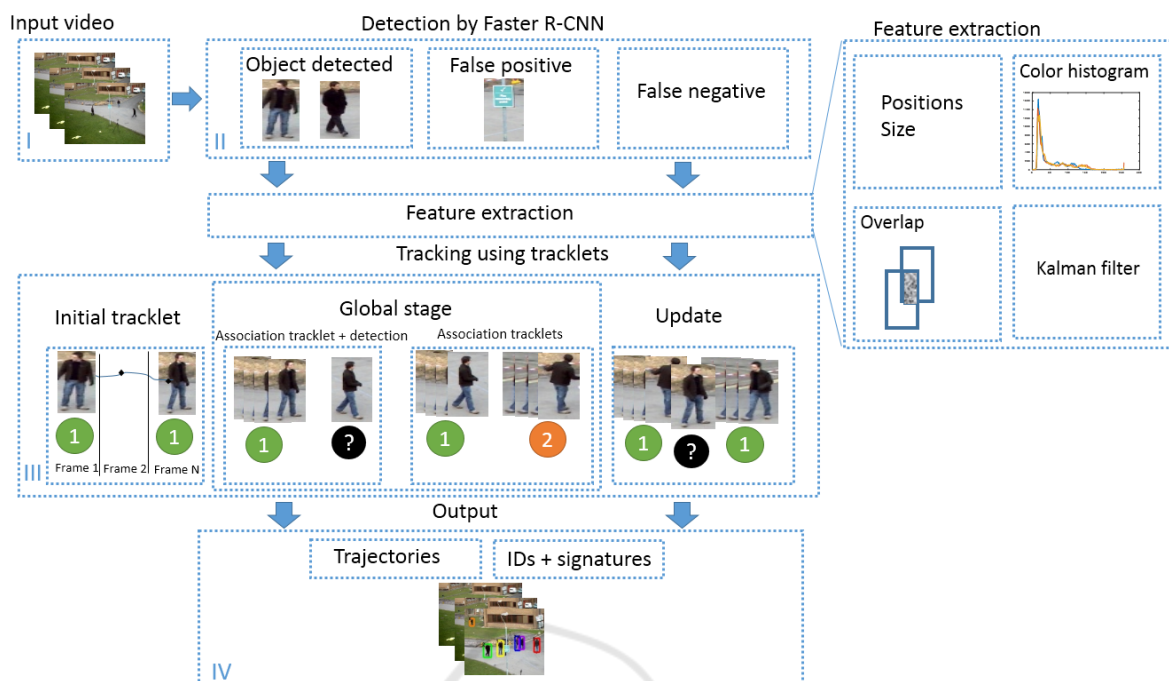 Input video
I
Detection by Faster R-CNN
Object detected
False positive
False negative
II
Feature extraction
Feature extraction
Positions
Size
Color histogram
Overlap
Kalman filter
Tracking using tracklets
Initial tracklet
Global stage
Update
Association tracklet + detection
Association tracklets
1
1
1
?
1
2
1
?
1
Frame 1
Frame 2
Frame N
III
Output
Trajectories
IDs + signatures
IV